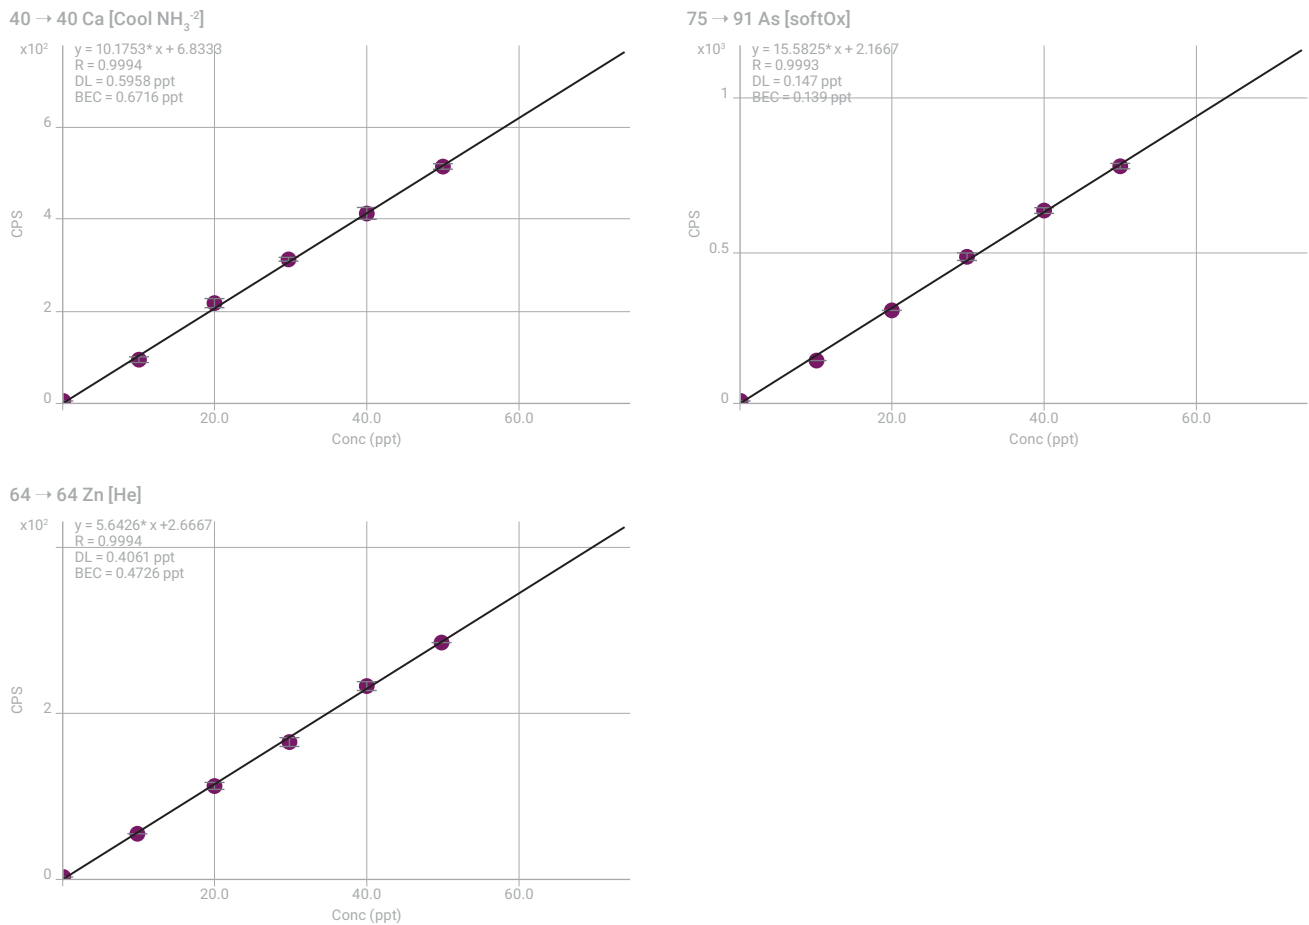 40 → 40 Ca [Cool NH3-2]
x10²
y = 10.1753* x + 6.8333
R = 0.9994
DL = 0.5958 ppt
BEC = 0.6716 ppt
6
4
2
0
CPS
20.0 40.0 60.0
Conc (ppt)
75 → 91 As [softOx]
x10³
y = 15.5825* x + 2.1667
R = 0.9993
DL = 0.147 ppt
BEC = 0.139 ppt
1
0.5
0
CPS
20.0 40.0 60.0
Conc (ppt)
64 → 64 Zn [He]
x10²
y = 5.6426* x +2.6667
R = 0.9994
DL = 0.4061 ppt
BEC = 0.4726 ppt
2
0
CPS
20.0 40.0 60.0
Conc (ppt)